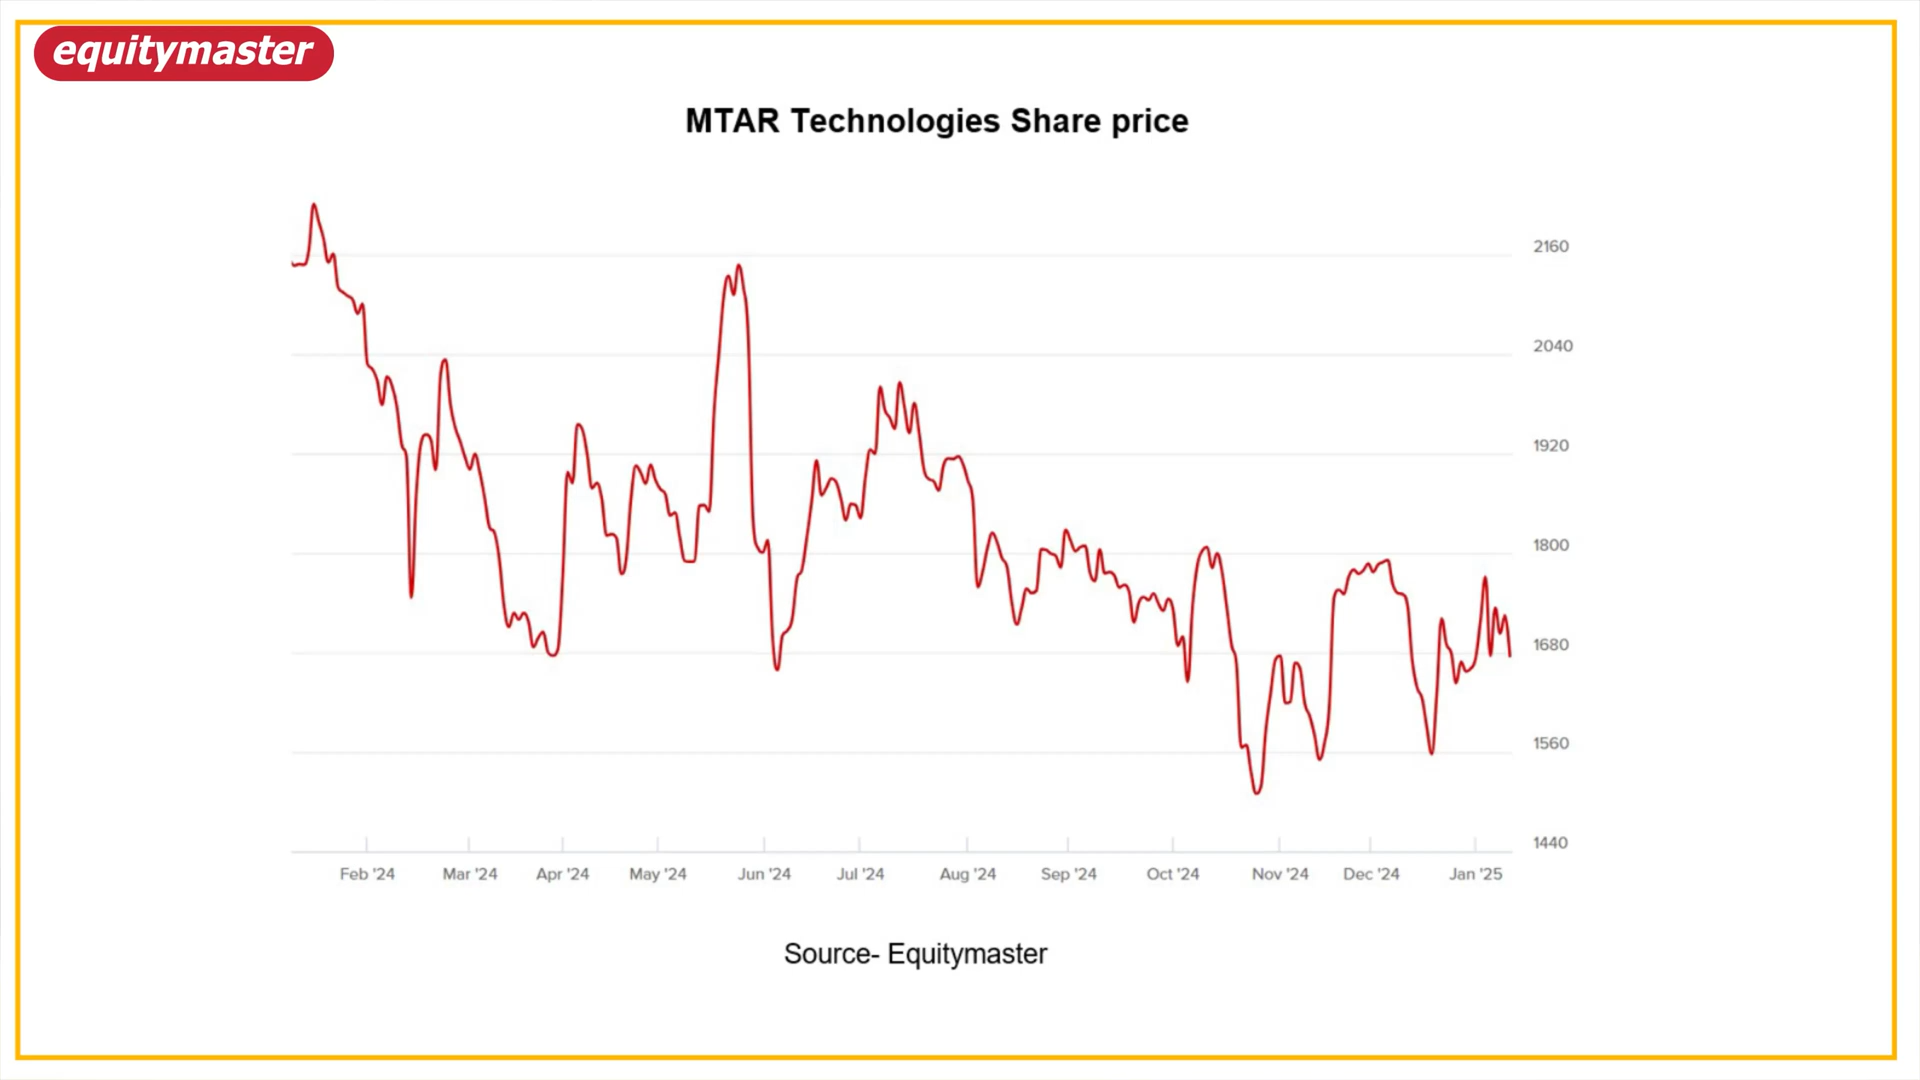 equitymaster
MTAR Technologies Share price
2160
2040
1920
1800
1680
1560
1440
Feb '24 Mar '24 Apr '24 May '24 Jun '24 Jul '24 Aug '24 Sep '24 Oct '24 Nov '24 Dec '24 Jan '25
Source- Equitymaster